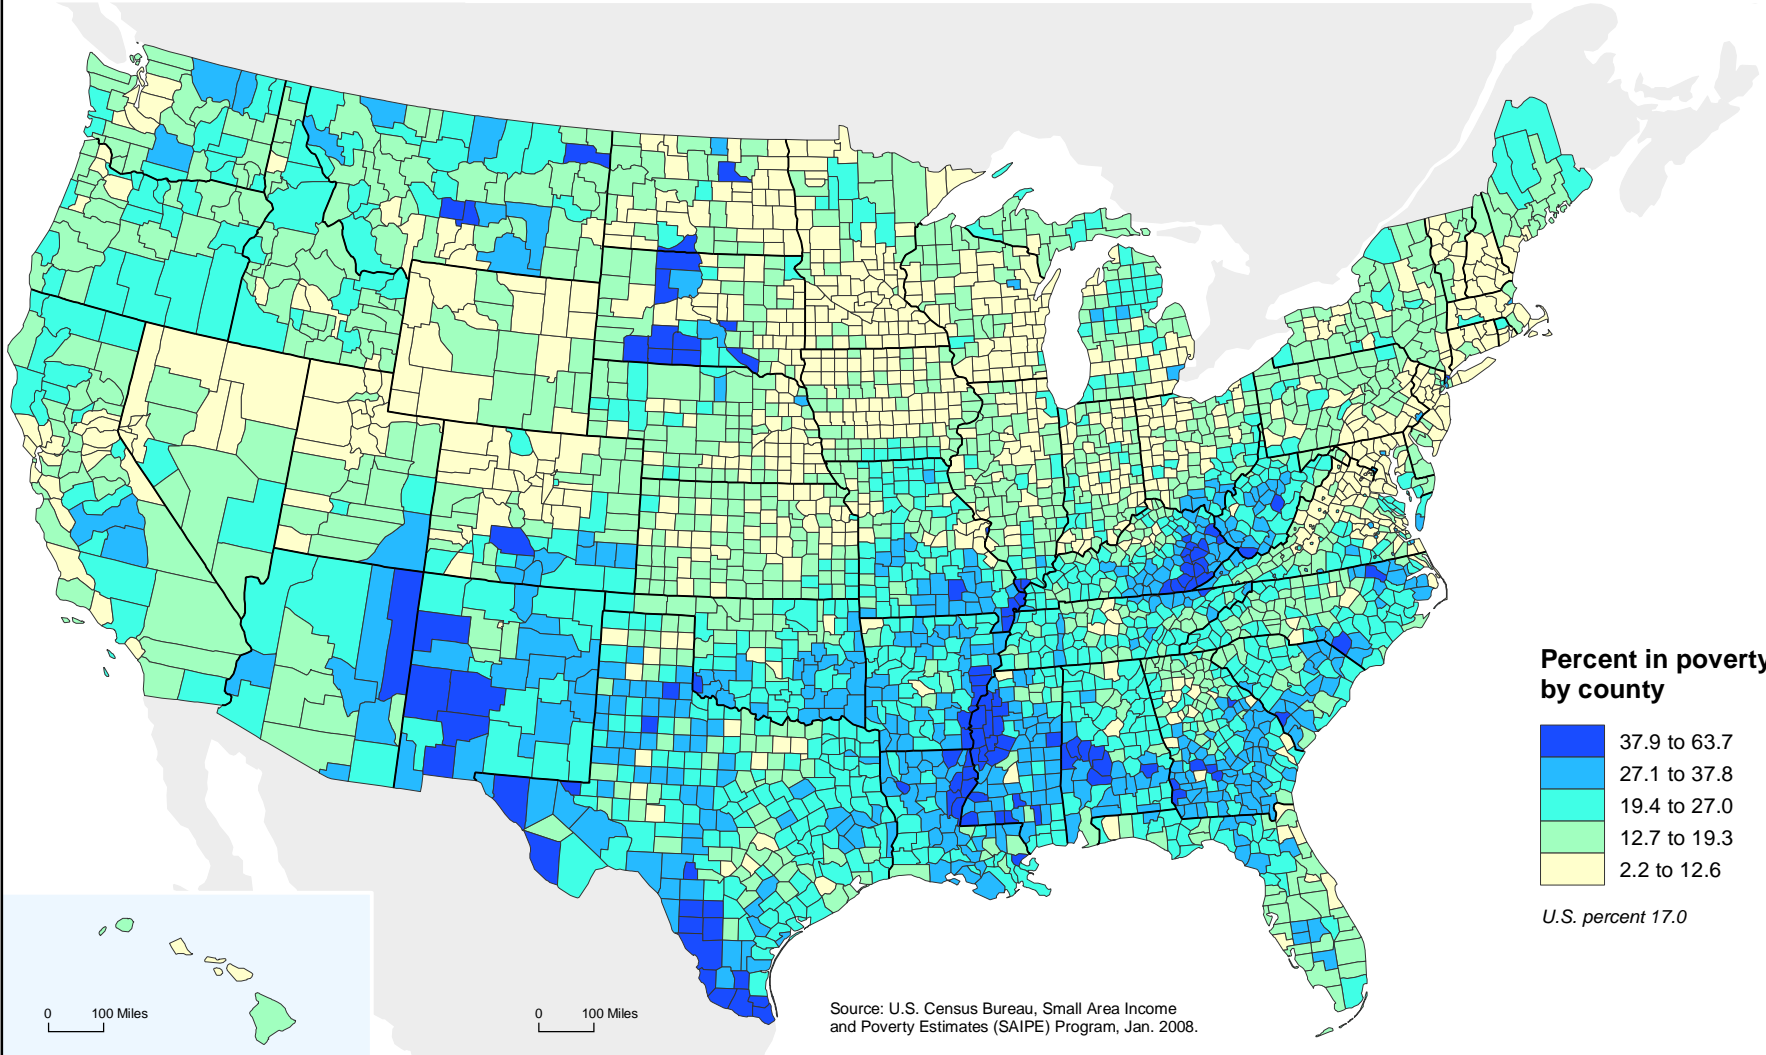 Percent in poverty
by county
37.9 to 63.7
27.1 to 37.8
19.4 to 27.0
12.7 to 19.3
2.2 to 12.6
U.S. percent 17.0
0 100 Miles
0 100 Miles
Source: U.S. Census Bureau, Small Area Income
and Poverty Estimates (SAIPE) Program, Jan. 2008.